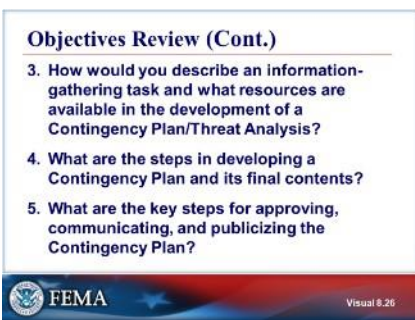 Objectives Review (Cont.)
3. How would you describe an information-
gathering task and what resources are
available in the development of a
Contingency Plan/Threat Analysis?
4. What are the steps in developing a
Contingency Plan and its final contents?
5. What are the key steps for approving,
communicating, and publicizing the
Contingency Plan?
FEMA
Visual 8.26